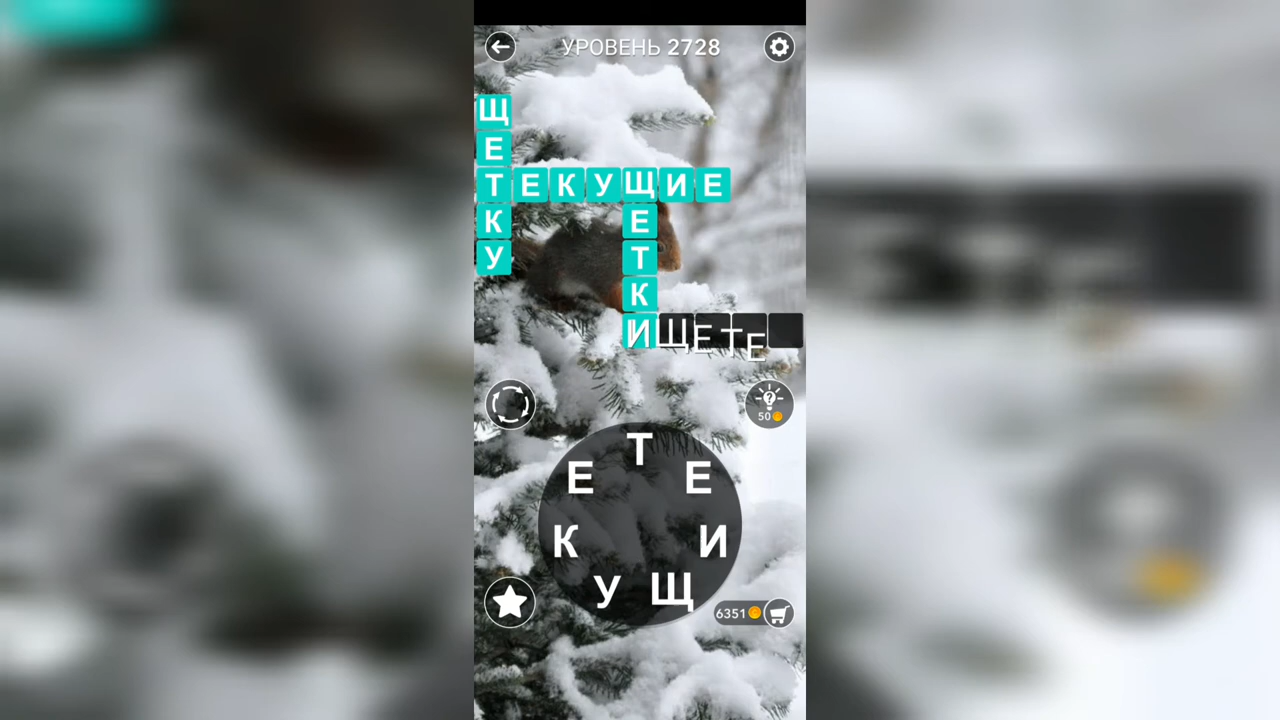 УРОВЕНЬ 2728
Щ
Е
ТЕКУЩИЕ
К Е
У Т
К
ИЩЕТЕ
?
50
Т
Е Е
К И
У Щ
6351